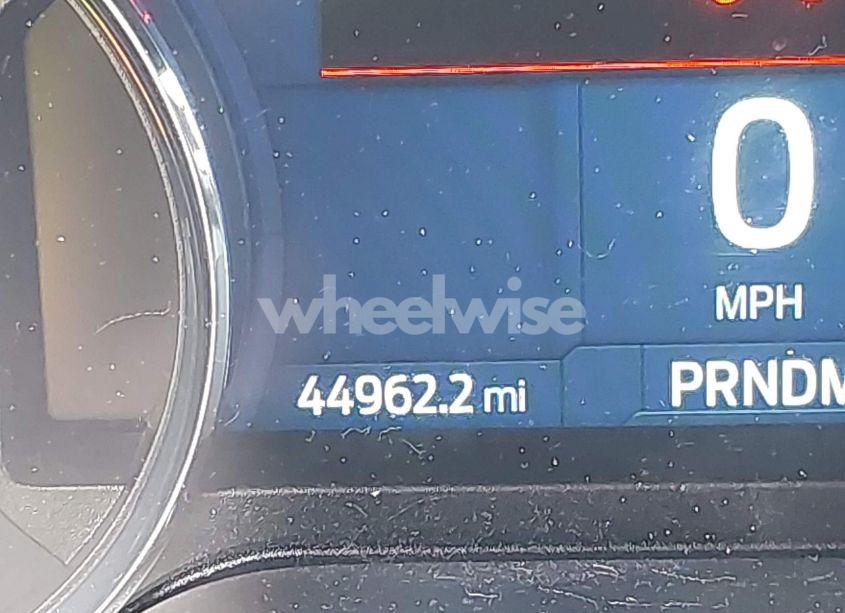 0
MPH
wheelwise
44962.2 mi
PRNDM